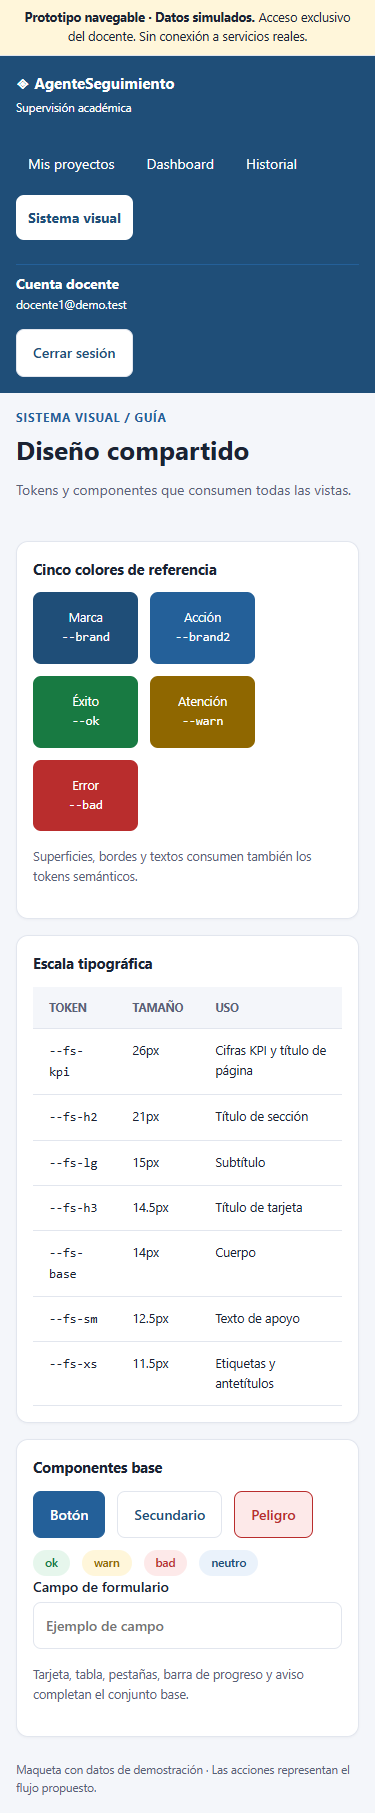 Prototipo navegable · Datos simulados. Acceso exclusivo
del docente. Sin conexión a servicios reales.
❖ AgenteSeguimiento
Supervisión académica
Mis proyectos Dashboard Historial
Sistema visual
Cuenta docente
docente1@demo.test
Cerrar sesión
SISTEMA VISUAL / GUÍA
Diseño compartido
Tokens y componentes que consumen todas las vistas.
Cinco colores de referencia
Marca
--brand
Acción
--brand2
Éxito
--ok
Atención
--warn
Error
--bad
Superficies, bordes y textos consumen también los
tokens semánticos.
Escala tipográfica
TOKEN TAMAÑO USO
--fs-kpi 26px Cifras KPI y título de página
--fs-h2 21px Título de sección
--fs-lg 15px Subtítulo
--fs-h3 14.5px Título de tarjeta
--fs-base 14px Cuerpo
--fs-sm 12.5px Texto de apoyo
--fs-xs 11.5px Etiquetas y antetítulos
Componentes base
Botón Secundario Peligro
ok warn bad neutro
Campo de formulario
Ejemplo de campo
Tarjeta, tabla, pestañas, barra de progreso y aviso
completan el conjunto base.
Maqueta con datos de demostración · Las acciones representan el
flujo propuesto.